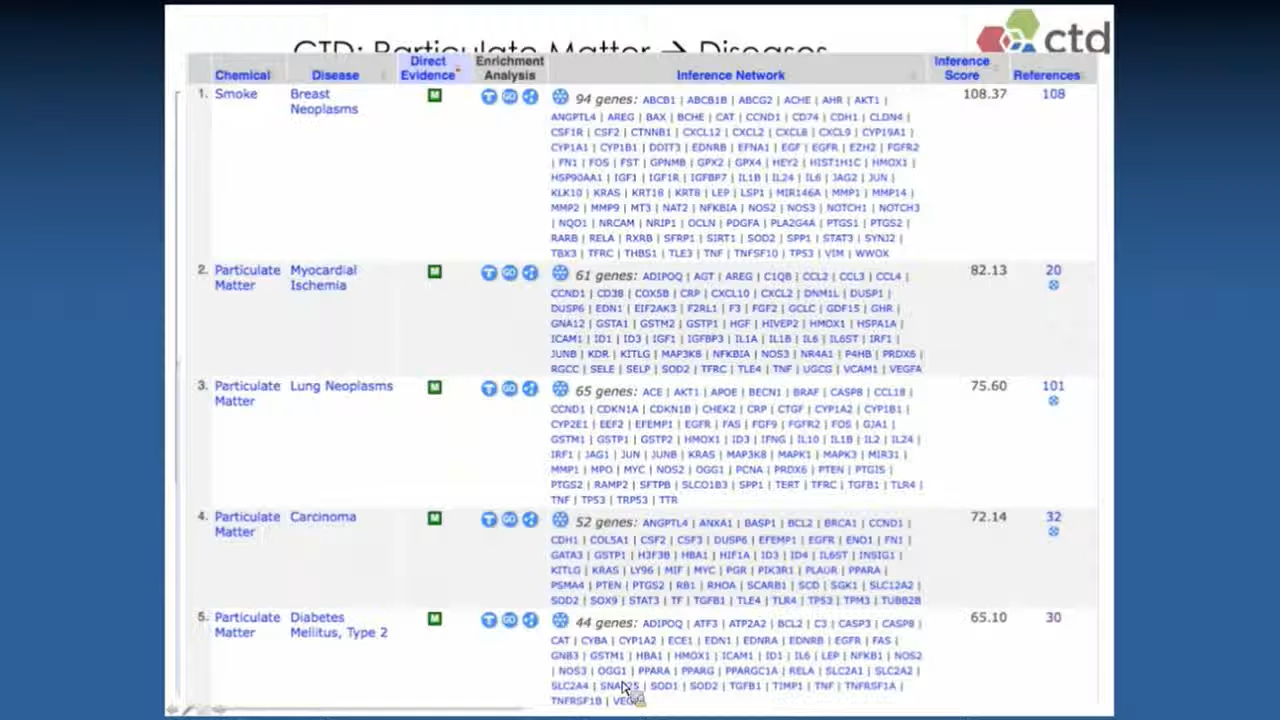 CTD: Particulate Matter → Diseases
ctd
Chemical Disease Direct Evidence Enrichment Analysis Inference Network Inference Score References
1. Smoke Breast Neoplasms M 94 genes: ABCB1 | ABCB1B | ABCG2 | ACHE | AHR | AKT1 | 108.37 108
ANGPTL4 | AREG | BAX | BCHE | CAT | CCND1 | CD74 | CDH1 | CLDN4
CSF1R | CSF2 | CTNNB1 | CXCL12 | CXCL2 | CXCL8 | CXCL9 | CYP19A1
CYP1A1 | CYP1B1 | DDIT3 | EDNRB | EFNA1 | EGF | EGFR | EZH2 | FGFR2
| FN1 | FOS | FST | GPNMB | GPX2 | GPX4 | HEY2 | HIST1H1C | HMOX1 |
HSP90AA1 | IGF1 | IGF1R | IGFBP7 | IL1B | IL24 | IL6 | JAG2 | JUN |
KLK10 | KRAS | KRT18 | KRT8 | LEP | LSP1 | MIR146A | MMP1 | MMP14 |
MMP2 | MMP9 | MT3 | NAT2 | NFKBIA | NOS2 | NOS3 | NOTCH1 | NOTCH3
| NQO1 | NRCAM | NRIP1 | OCLN | PDGFA | PLA2G4A | PTGS1 | PTGS2 |
RARB | RELA | RXRB | SFRP1 | SIRT1 | SOD2 | SPP1 | STAT3 | SYNJ2 |
TBX3 | TFRC | THBS1 | TLE3 | TNF | TNFSF10 | TP53 | VIM | WWOX
2. Particulate Matter Myocardial Ischemia M 61 genes: ADIPOQ | AGT | AREG | C1QB | CCL2 | CCL3 | CCL4 | 82.13 20
CCND1 | CD38 | COX5B | CRP | CXCL10 | CXCL2 | DNM1L | DUSP1 |
DUSP6 | EDN1 | EIF2AK3 | F2RL1 | F3 | FGF2 | GCLC | GDF15 | GHR |
GNA12 | GSTA1 | GSTM2 | GSTP1 | HGF | HIVEP2 | HMOX1 | HSPA1A |
ICAM1 | ID1 | ID3 | IGF1 | IGFBP3 | IL1A | IL1B | IL6 | IL6ST | IRF1 |
JUNB | KDR | KITLG | MAP3K8 | NFKBIA | NOS3 | NR4A1 | P4HB | PRDX6 |
RGCC | SELE | SELP | SOD2 | TFRC | TLE4 | TNF | UGCG | VCAM1 | VEGFA
3. Particulate Matter Lung Neoplasms M 65 genes: ACE | AKT1 | APOE | BECN1 | BRAF | CASP8 | CCL18 | 75.60 101
CCND1 | CDKN1A | CDKN1B | CHEK2 | CRP | CTGF | CYP1A2 | CYP1B1 |
CYP2E1 | EEF2 | EFEMP1 | EGFR | FAS | FGF9 | FGFR2 | FOS | GJA1 |
GSTM1 | GSTP1 | GSTP2 | HMOX1 | ID3 | IFNG | IL10 | IL1B | IL2 | IL24 |
IRF1 | JAG1 | JUN | JUNB | KRAS | MAP3K8 | MAPK1 | MAPK3 | MIR31 |
MMP1 | MPO | MYC | NOS2 | OGG1 | PCNA | PRDX6 | PTEN | PTGIS |
PTGS2 | RAMP2 | SFTPB | SLCO1B3 | SPP1 | TERT | TFRC | TGFB1 | TLR4 |
TNF | TP53 | TRP53 | TTR
4. Particulate Matter Carcinoma M 52 genes: ANGPTL4 | ANXA1 | BASP1 | BCL2 | BRCA1 | CCND1 | 72.14 32
CDH1 | COL5A1 | CSF2 | CSF3 | DUSP6 | EFEMP1 | EGFR | ENO1 | FN1 |
GATA3 | GSTP1 | H3F3B | HBA1 | HIF1A | ID3 | ID4 | IL6ST | INSIG1 |
KITLG | KRAS | LY96 | MIF | MYC | PGR | PIK3R1 | PLAUR | PPARA |
PSMA4 | PTEN | PTGS2 | RB1 | RHOA | SCARB1 | SCD | SGK1 | SLC12A2 |
SOD2 | SOX9 | STAT3 | TF | TGFB1 | TLE4 | TLR4 | TP53 | TPM3 | TUBB2B
5. Particulate Matter Diabetes Mellitus, Type 2 M 44 genes: ADIPOQ | ATF3 | ATP2A2 | BCL2 | C3 | CASP3 | CASP8 | 65.10 30
CAT | CYBA | CYP1A2 | ECE1 | EDN1 | EDNRA | EDNRB | EGFR | FAS |
GNB3 | GSTM1 | HBA1 | HMOX1 | ICAM1 | ID1 | IL6 | LEP | NFKB1 | NOS2
| NOS3 | OGG1 | PPARA | PPARG | PPARGC1A | RELA | SLC2A1 | SLC2A2 |
SLC2A4 | SNAP25 | SOD1 | SOD2 | TGFB1 | TIMP1 | TNF | TNFRSF1A |
TNFRSF1B |